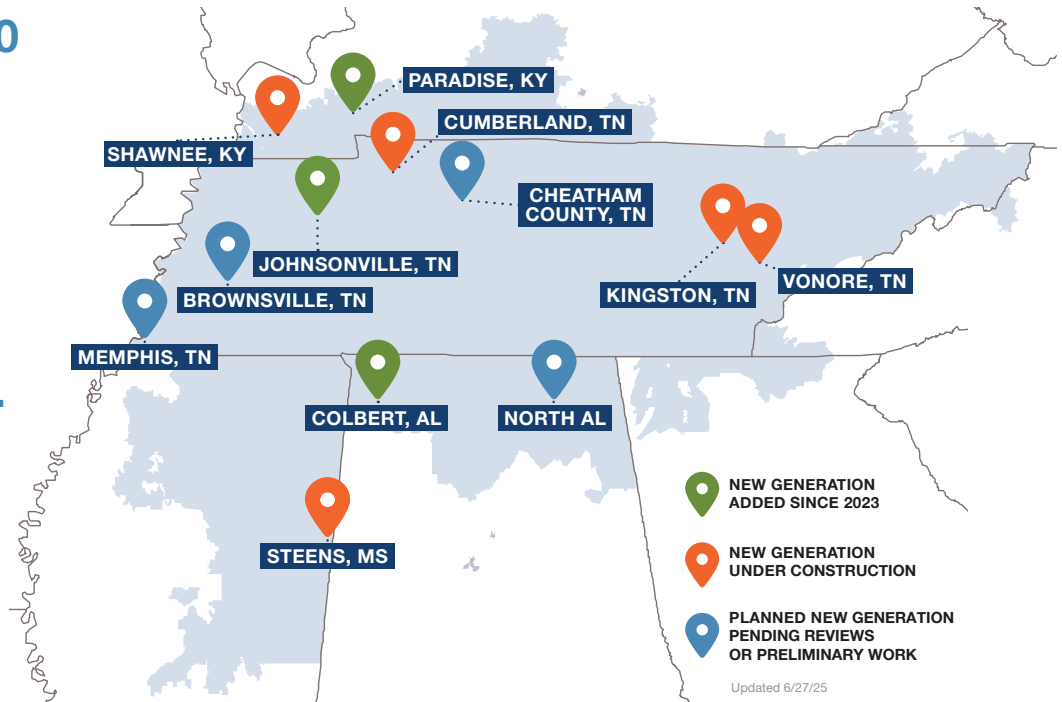 0
PARADISE, KY
CUMBERLAND, TN
SHAWNEE, KY
CHEATHAM
COUNTY, TN
JOHNSONVILLE, TN
BROWNSVILLE, TN
KINGSTON, TN
VONORE, TN
MEMPHIS, TN
COLBERT, AL
NORTH AL
NEW GENERATION
ADDED SINCE 2023
STEENS, MS
NEW GENERATION
UNDER CONSTRUCTION
PLANNED NEW GENERATION
PENDING REVIEWS
OR PRELIMINARY WORK
Updated 6/27/25